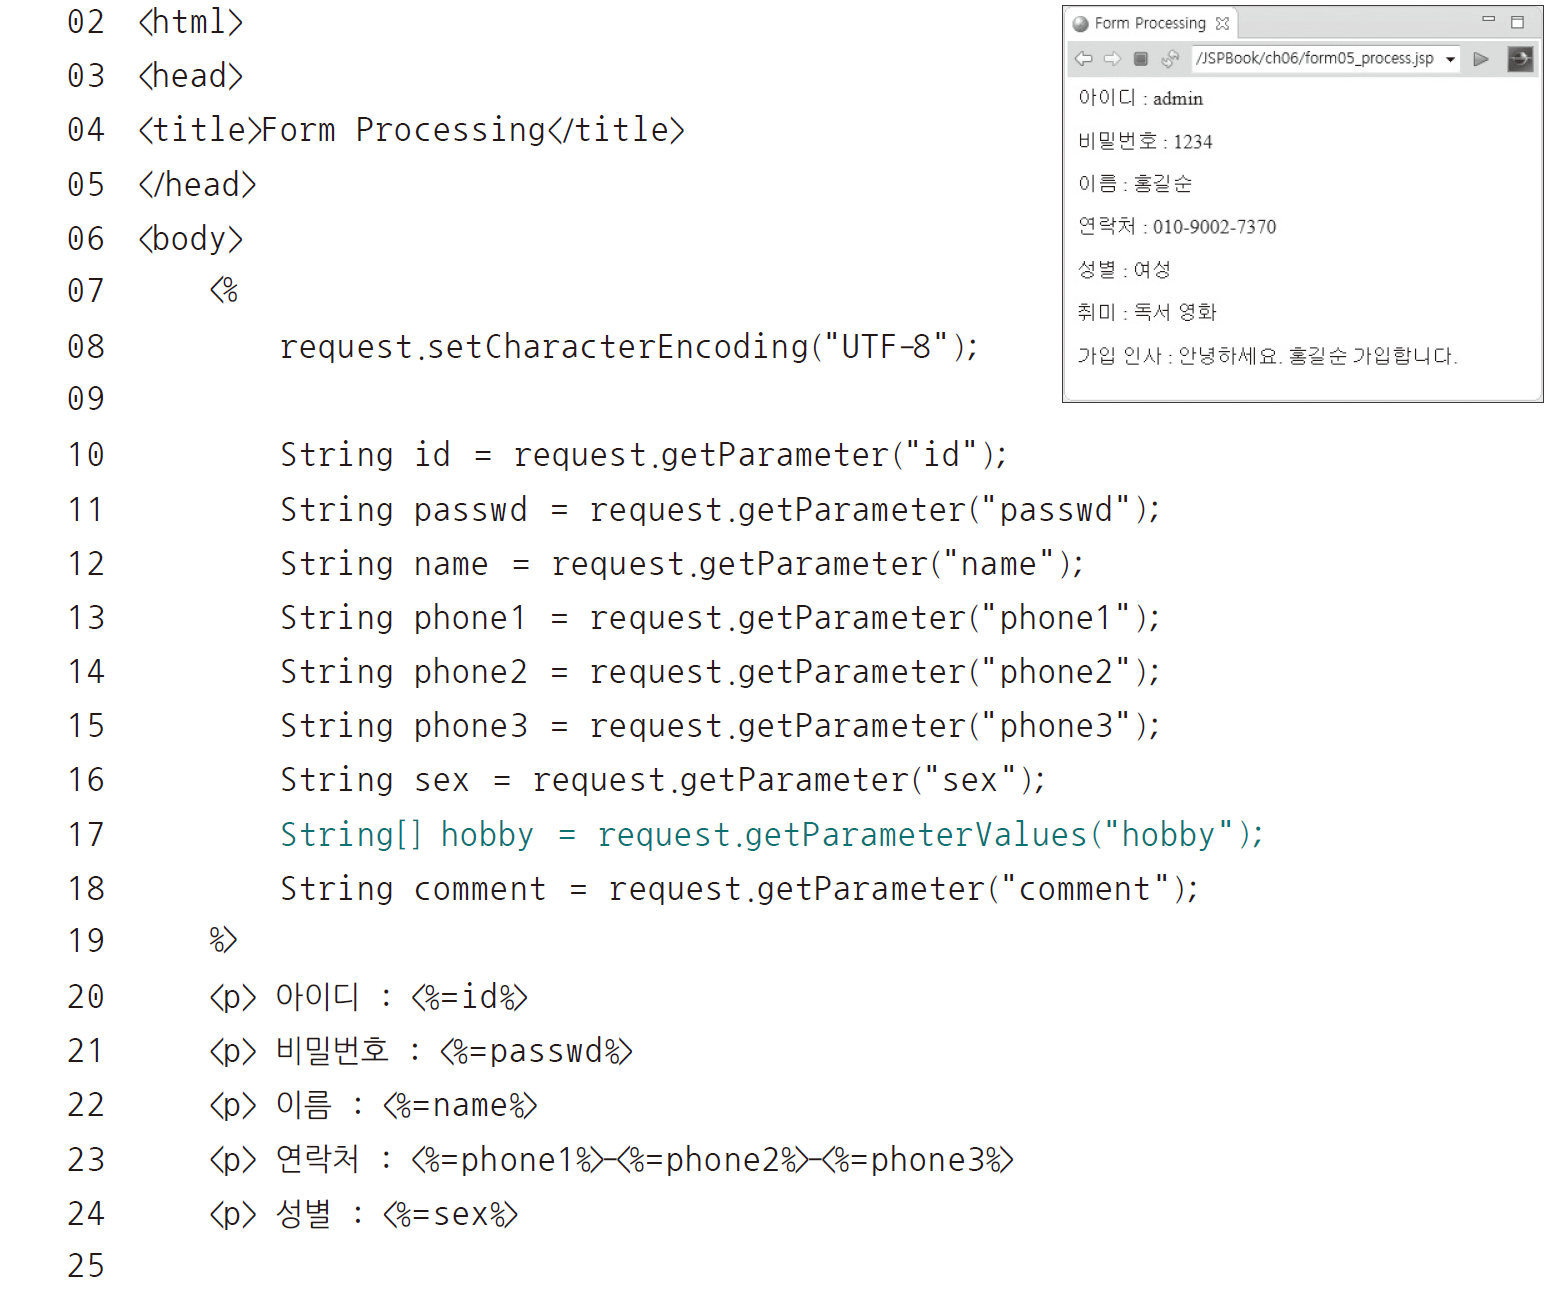 02 <html>
03 <head>
04 <title>Form Processing</title>
05 </head>
06 <body>
07 <%
08 request.setCharacterEncoding("UTF-8");
09
10 String id = request.getParameter("id");
11 String passwd = request.getParameter("passwd");
12 String name = request.getParameter("name");
13 String phone1 = request.getParameter("phone1");
14 String phone2 = request.getParameter("phone2");
15 String phone3 = request.getParameter("phone3");
16 String sex = request.getParameter("sex");
17 String[] hobby = request.getParameterValues("hobby");
18 String comment = request.getParameter("comment");
19 %>
20 <p> 아이디 : <%=id%>
21 <p> 비밀번호 : <%=passwd%>
22 <p> 이름 : <%=name%>
23 <p> 연락처 : <%=phone1%>-<%=phone2%>-<%=phone3%>
24 <p> 성별 : <%=sex%>
25
Form Processing
/JSPBook/ch06/form05_process.jsp
아이디 : admin
비밀번호 : 1234
이름 : 홍길순
연락처 : 010-9002-7370
성별 : 여성
취미 : 독서 영화
가입 인사 : 안녕하세요. 홍길순 가입합니다.